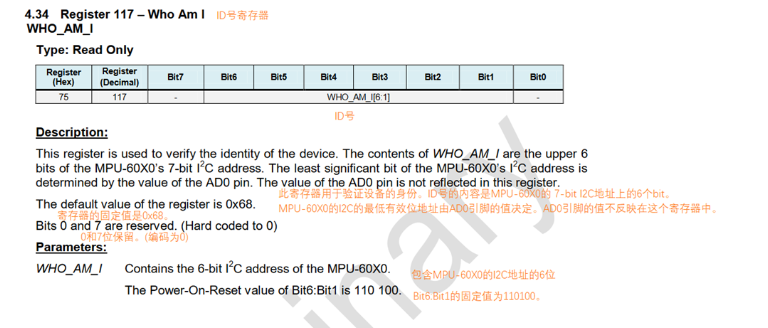 4.34 Register 117 – Who Am I ID号寄存器
WHO_AM_I
Type: Read Only
Register (Hex) Register (Decimal) Bit7 Bit6 Bit5 Bit4 Bit3 Bit2 Bit1 Bit0
75 117 - WHO_AM_I[6:1] -
ID号
Description:
This register is used to verify the identity of the device. The contents of WHO_AM_I are the upper 6
bits of the MPU-60X0's 7-bit I²C address. The least significant bit of the MPU-60X0's I²C address is
determined by the value of the AD0 pin. The value of the AD0 pin is not reflected in this register.
此寄存器用于验证设备的身份。ID号的内容是MPU-60X0的 7-bit I2C地址上的6个bit。
The default value of the register is 0x68.
MPU-60X0的I2C的最低有效位地址由AD0引脚的值决定。AD0引脚的值不反映在这个寄存器中。
寄存器的固定值是0x68。
Bits 0 and 7 are reserved. (Hard coded to 0)
0和7位保留。(编码为0)
Parameters:
WHO_AM_I Contains the 6-bit I²C address of the MPU-60X0.
包含MPU-60X0的I2C地址的6位
The Power-On-Reset value of Bit6:Bit1 is 110 100.
Bit6:Bit1的固定值为110100。
inary